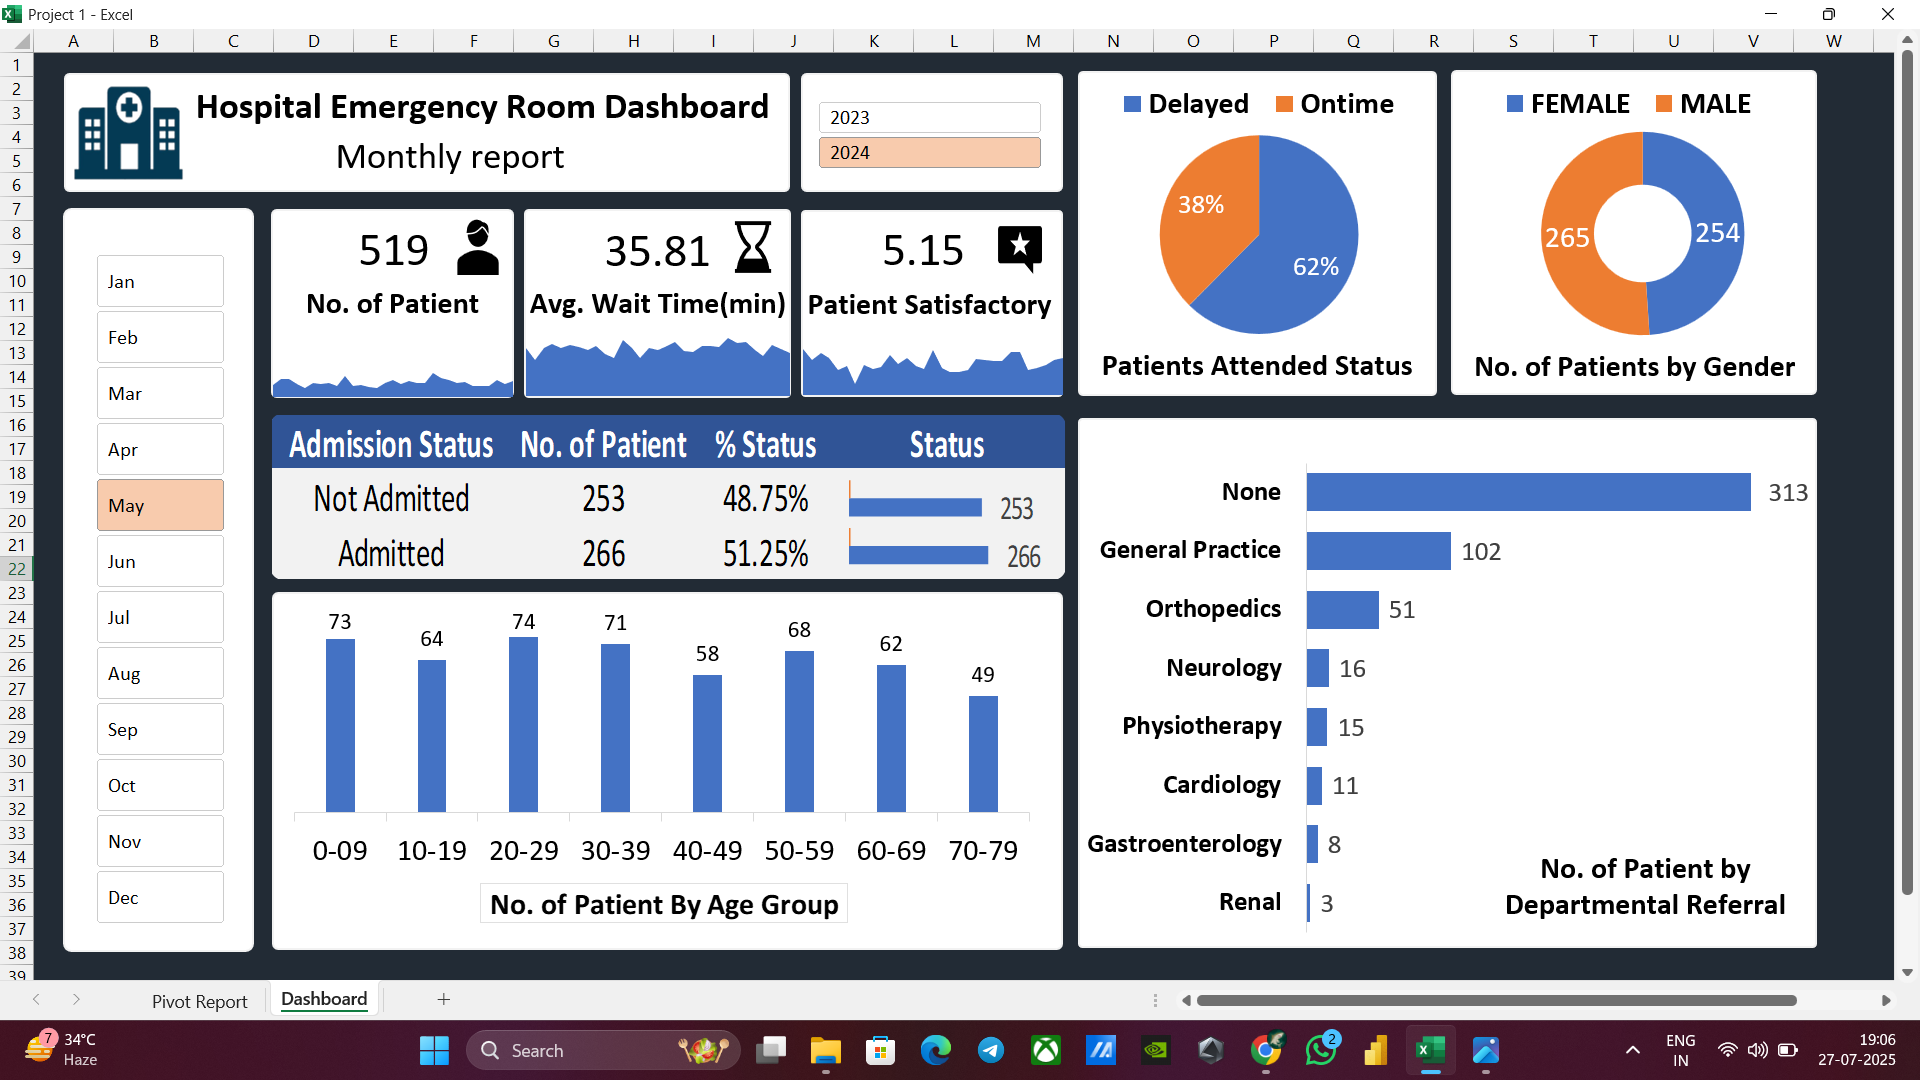 Project 1 - Excel
A B C D E F G H I J K L M N O P Q R S T U V W
1
2
3
4
5
6
7
8
9
10
11
12
13
14
15
16
17
18
19
20
21
22
23
24
25
26
27
28
29
30
31
32
33
34
35
36
37
38
39
Hospital Emergency Room Dashboard
Monthly report
2023
2024
Jan
Feb
Mar
Apr
May
Jun
Jul
Aug
Sep
Oct
Nov
Dec
519
No. of Patient
35.81
Avg. Wait Time(min)
5.15
Patient Satisfactory
Delayed Ontime
38%
62%
Patients Attended Status
FEMALE MALE
265 254
No. of Patients by Gender
Admission Status No. of Patient % Status Status
Not Admitted 253 48.75% 253
Admitted 266 51.25% 266
73 64 74 71 58 68 62 49
0-09 10-19 20-29 30-39 40-49 50-59 60-69 70-79
No. of Patient By Age Group
None 313
General Practice 102
Orthopedics 51
Neurology 16
Physiotherapy 15
Cardiology 11
Gastroenterology 8
Renal 3
No. of Patient by
Departmental Referral
Pivot Report Dashboard
7
34°C
Haze
Search
2
ENG
IN
19:06
27-07-2025